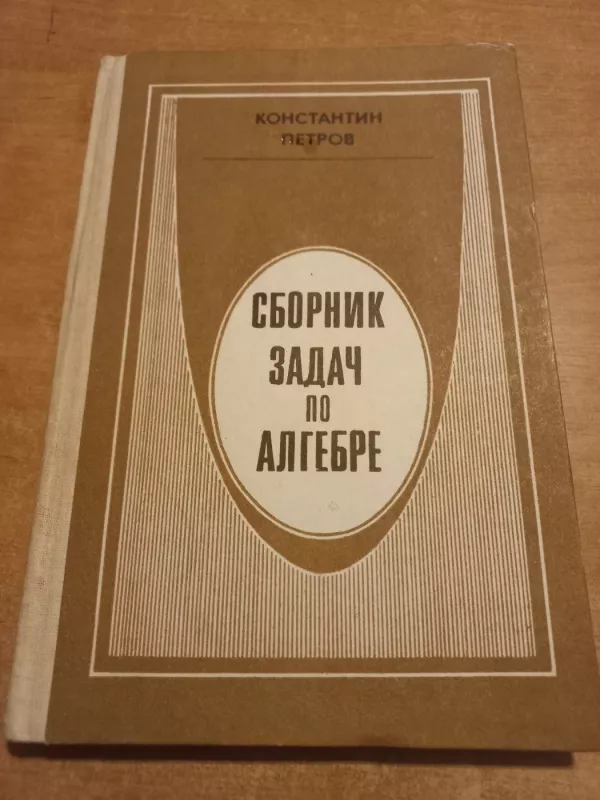 КОНСТАНТИН
ПЕТРОВ
СБОРНИК
ЗАДАЧ
ПО
АЛГЕБРЕ